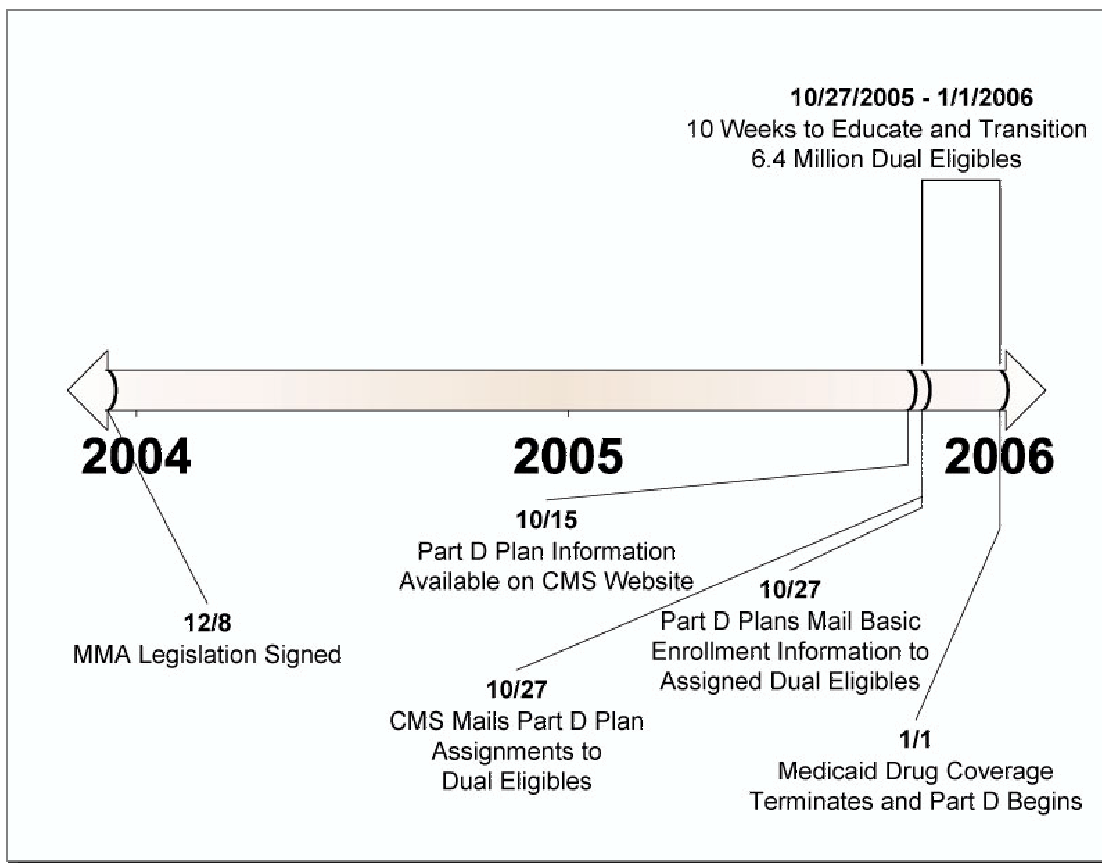 10/27/2005 - 1/1/2006
10 Weeks to Educate and Transition
6.4 Million Dual Eligibles
2004
2005
2006
10/15
Part D Plan Information
Available on CMS Website
10/27
Part D Plans Mail Basic
Enrollment Information to
Assigned Dual Eligibles
12/8
MMA Legislation Signed
10/27
CMS Mails Part D Plan
Assignments to
Dual Eligibles
1/1
Medicaid Drug Coverage
Terminates and Part D Begins